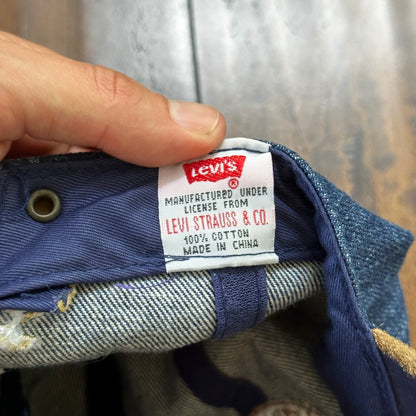 LEVI'S
®
MANUFACTURED UNDER
LICENSE FROM
LEVI STRAUSS & CO.
100% COTTON
MADE IN CHINA